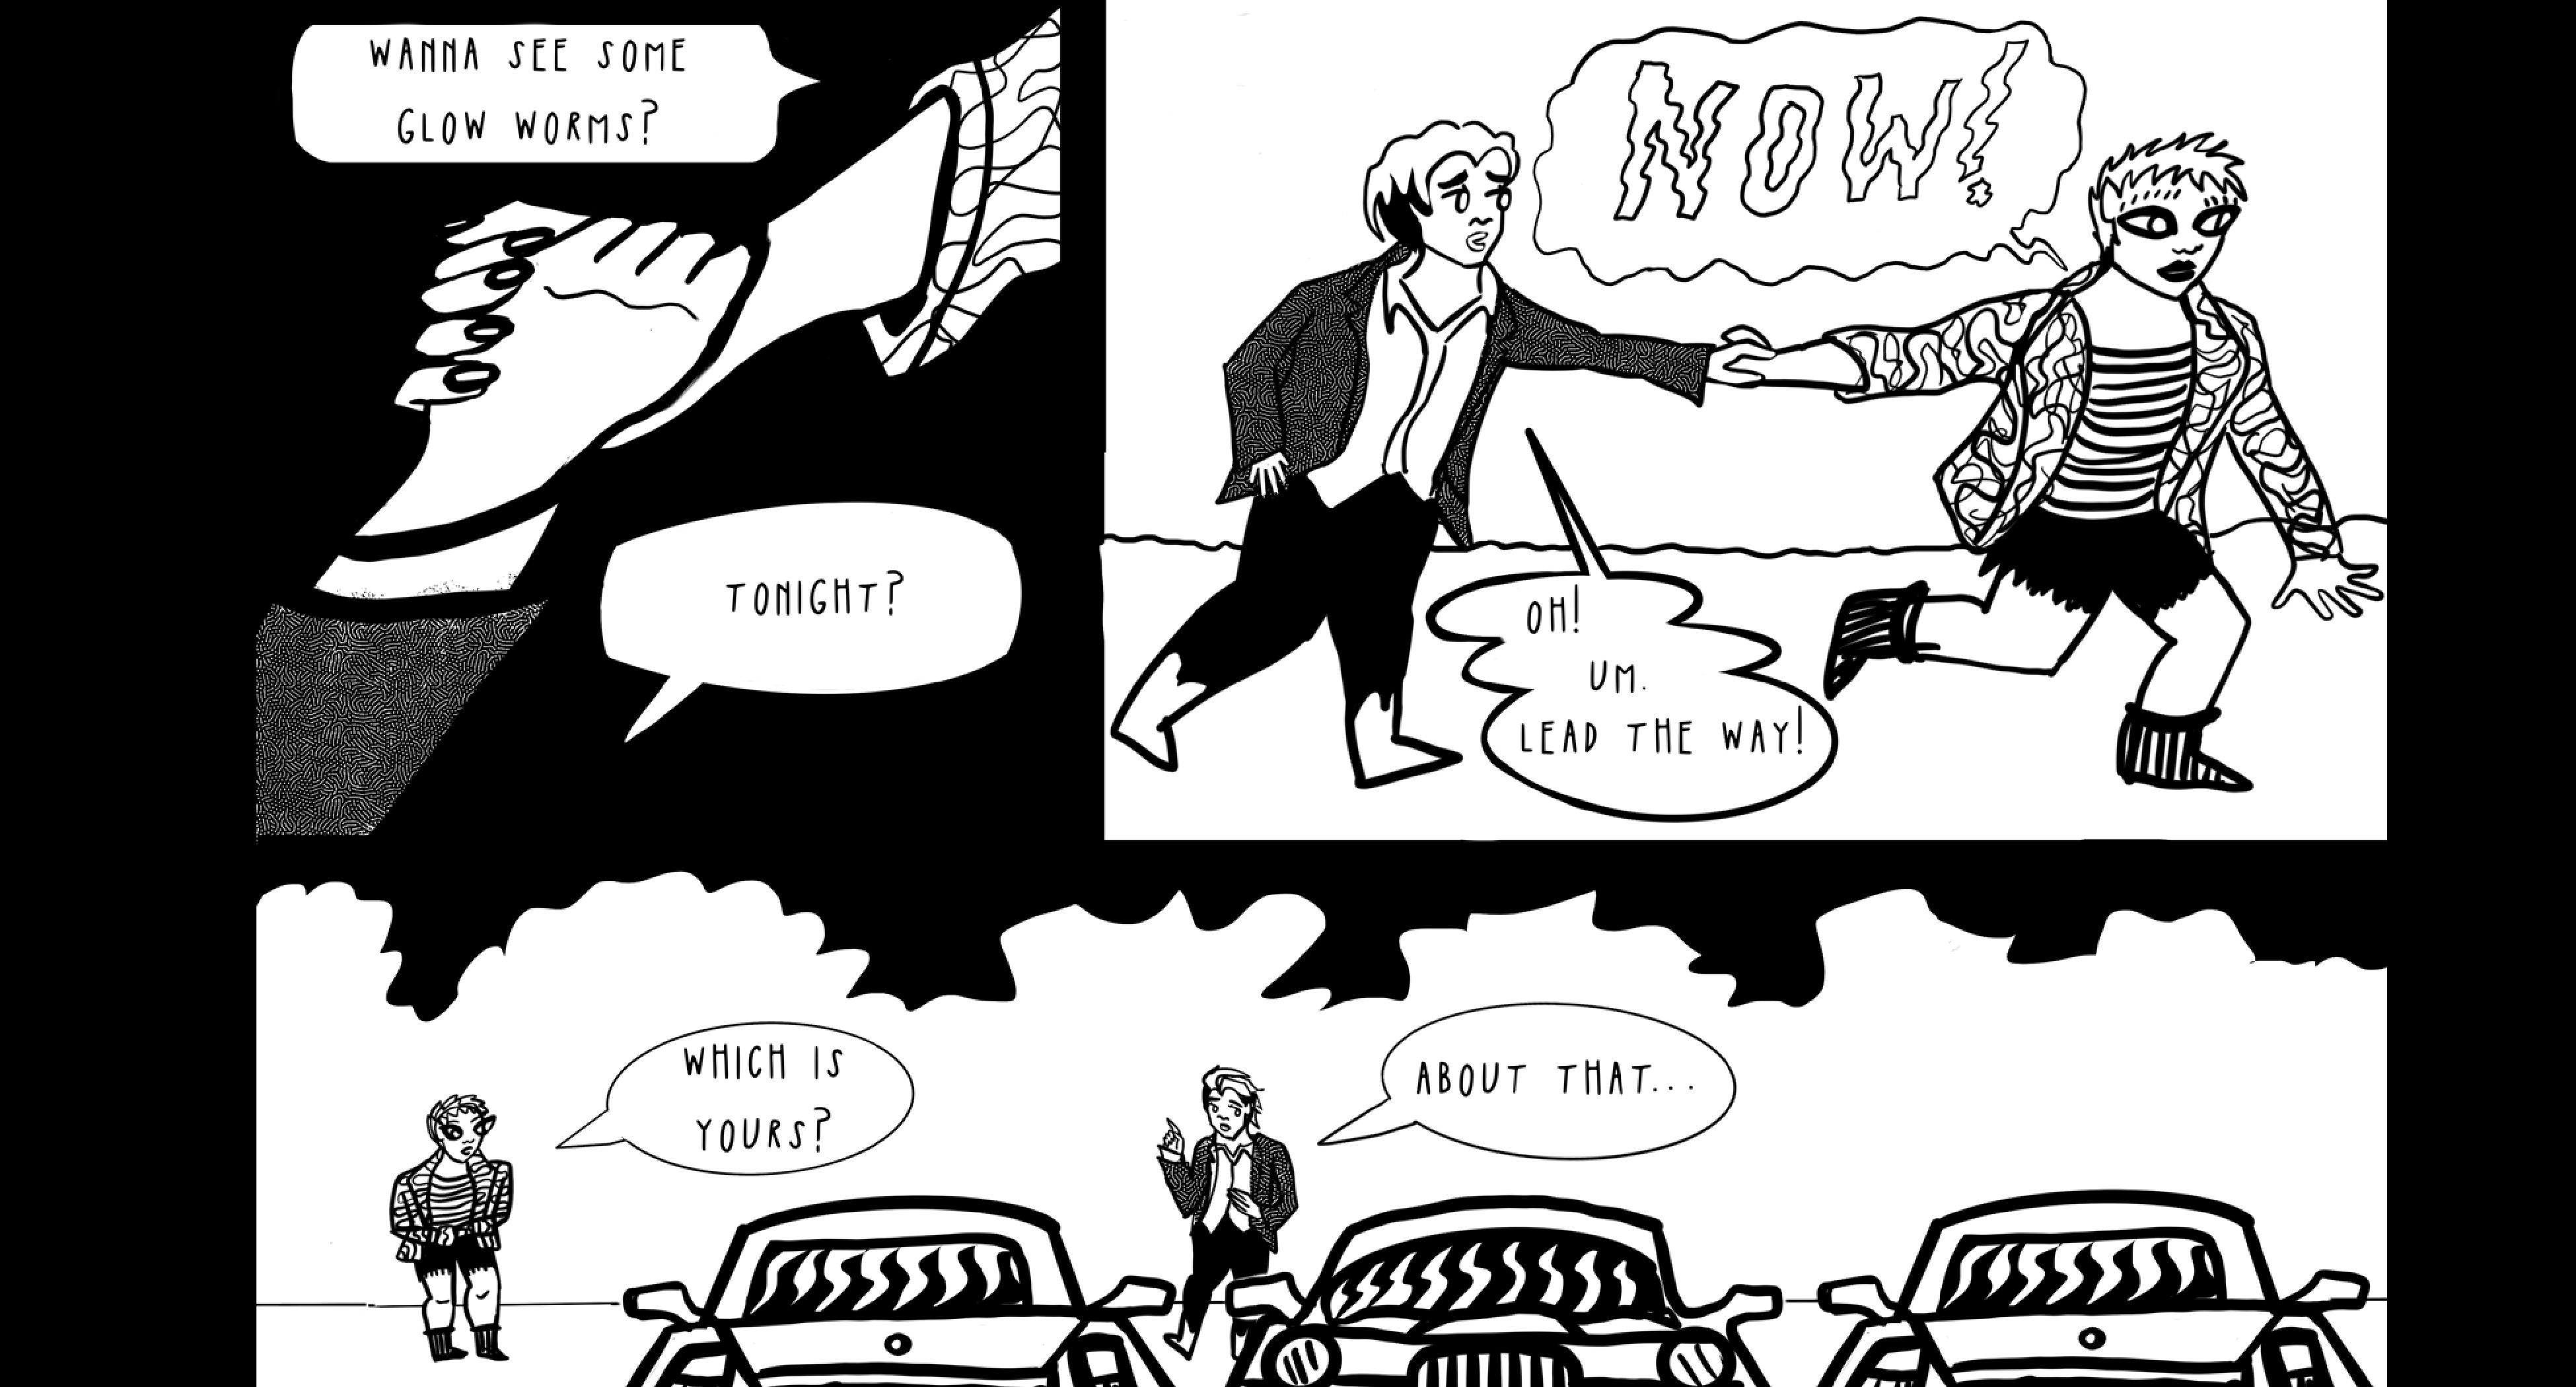 WANNA SEE SOME
GLOW WORMS?
TONIGHT?
NOW!
OH!
UM.
LEAD THE WAY!
WHICH IS
YOURS?
ABOUT THAT...